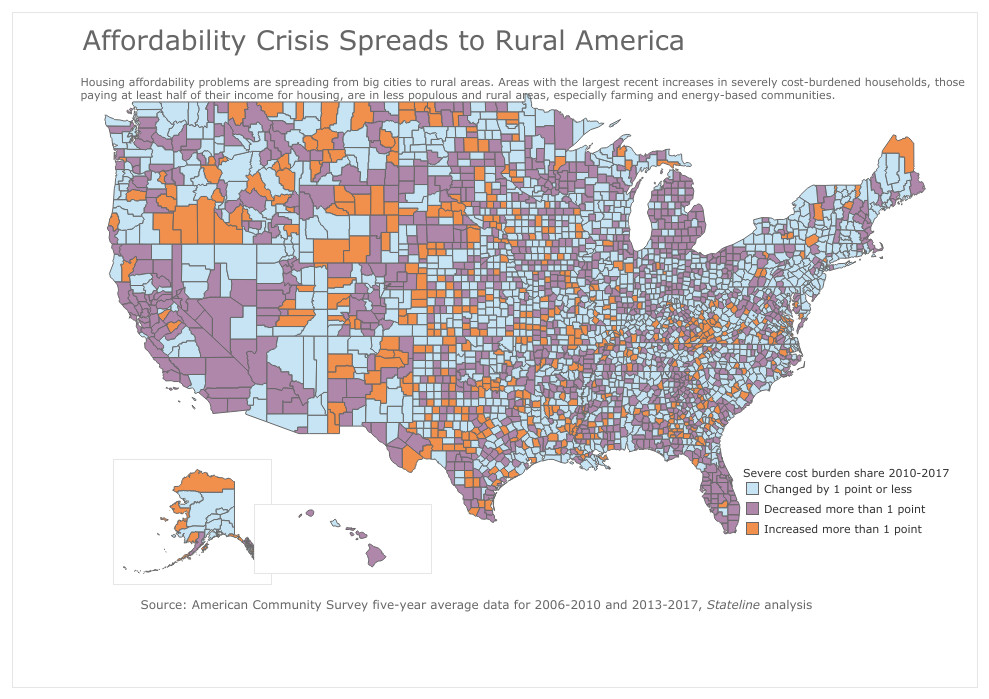 Affordability Crisis Spreads to Rural America
Housing affordability problems are spreading from big cities to rural areas. Areas with the largest recent increases in severely cost-burdened households, those
paying at least half of their income for housing, are in less populous and rural areas, especially farming and energy-based communities.
Severe cost burden share 2010-2017
Changed by 1 point or less
Decreased more than 1 point
Increased more than 1 point
Source: American Community Survey five-year average data for 2006-2010 and 2013-2017, Stateline analysis